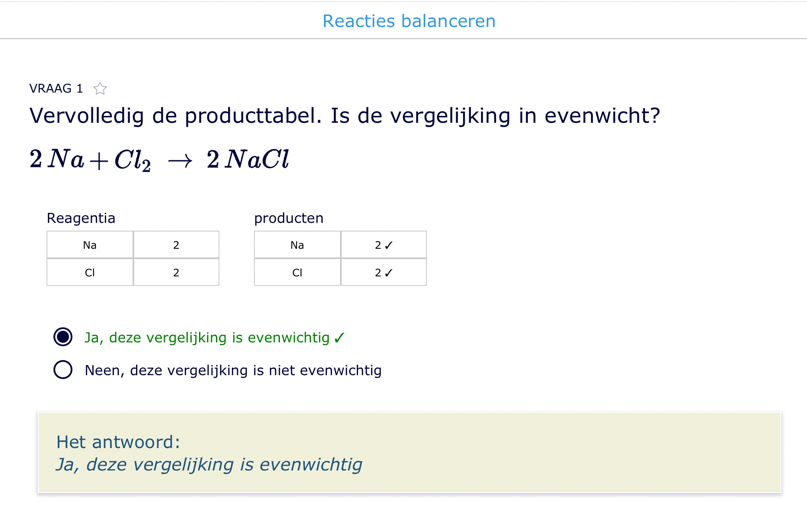 Reacties balanceren
VRAAG 1
Vervolledig de producttabel. Is de vergelijking in evenwicht?
2 Na + Cl₂ → 2 NaCl
Reagentia producten
Na 2 Na 2 ✓
Cl 2 Cl 2 ✓
Ja, deze vergelijking is evenwichtig ✓
Neen, deze vergelijking is niet evenwichtig
Het antwoord:
Ja, deze vergelijking is evenwichtig